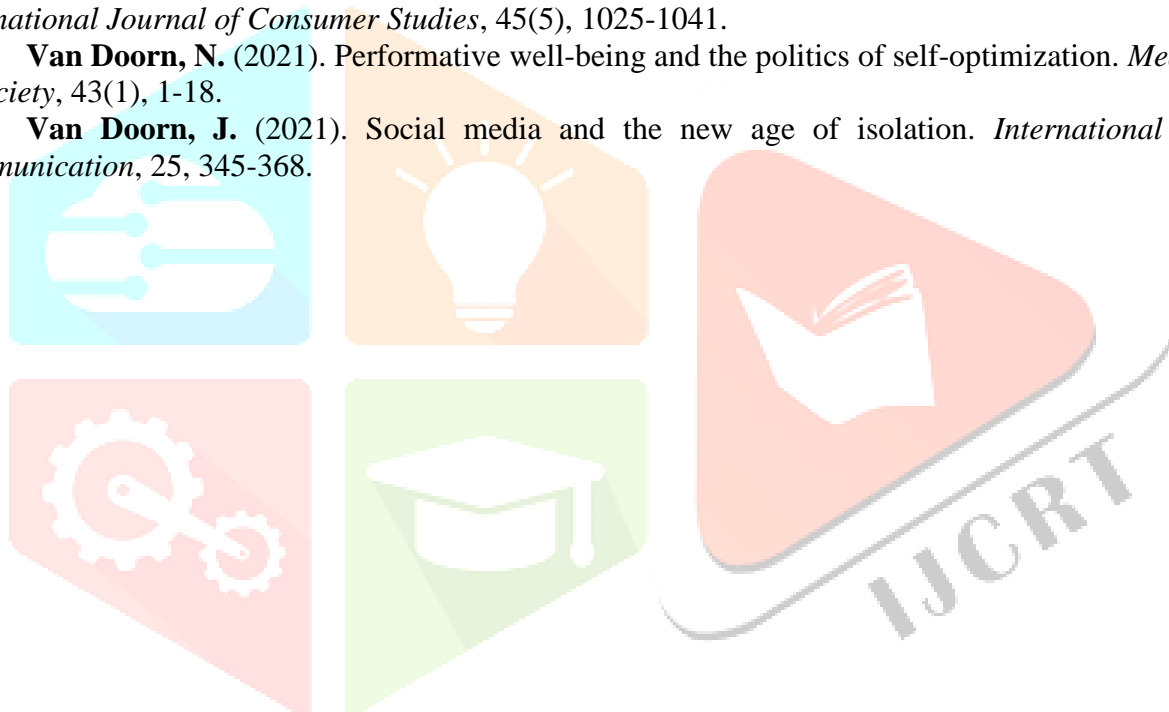 national Journal of Consumer Studies, 45(5), 1025-1041.
Van Doorn, N. (2021). Performative well-being and the politics of self-optimization.
ciety, 43(1), 1-18.
Van Doorn, J. (2021). Social media and the new age of isolation. International
munication, 25, 345-368.
IJCRT